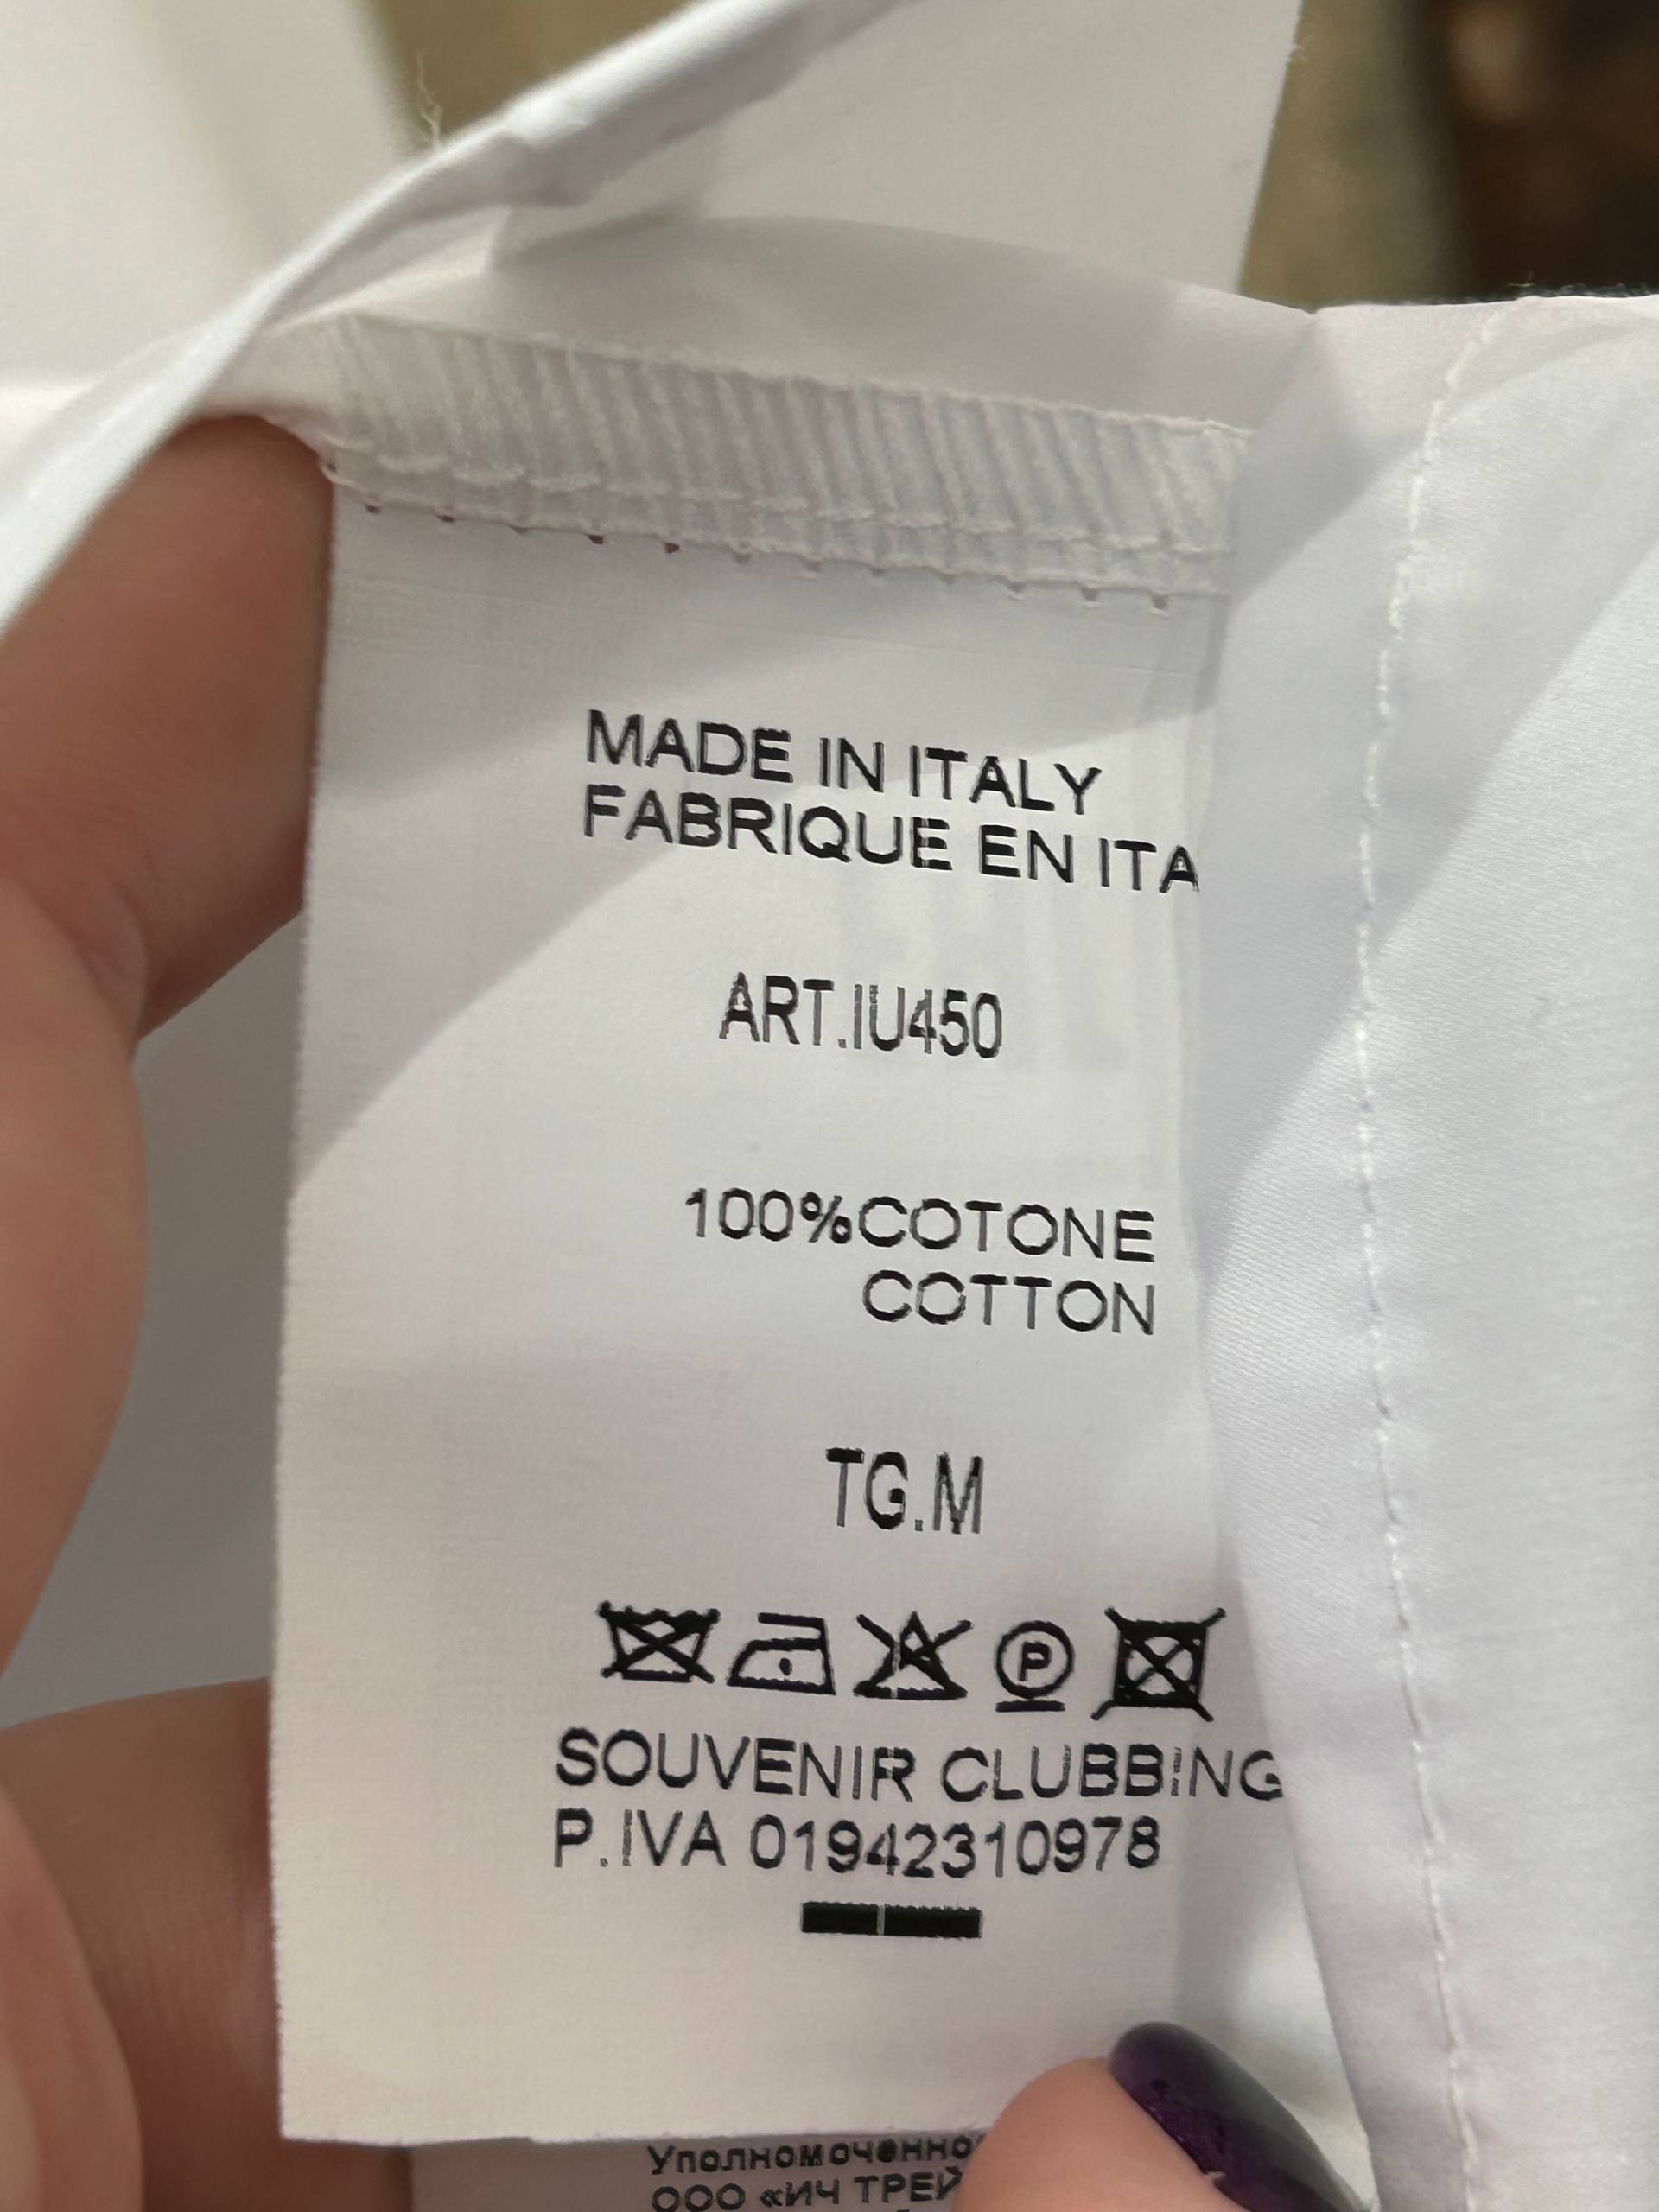 MADE IN ITALY
FABRIQUE EN ITA
ART.IU450
100%COTONE
COTTON
TG.M
P
SOUVENIR CLUBBING
P.IVA 01942310978
Уполномоченно
ООО «ИЧ ТРЕЙ